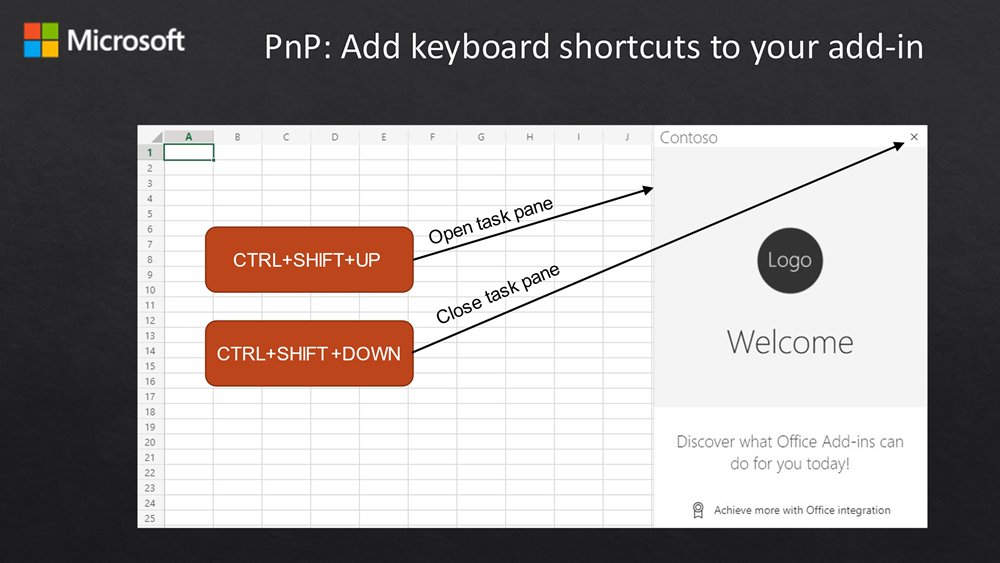 Microsoft
PnP: Add keyboard shortcuts to your add-in
A B C D E F G H I J
Contoso
×
1
2
3
4
5
6
7
8
9
10
11
12
13
14
15
16
17
18
19
20
21
22
23
24
25
CTRL+SHIFT+UP
Open task pane
CTRL+SHIFT +DOWN
Close task pane
Logo
Welcome
Discover what Office Add-ins can
do for you today!
Achieve more with Office integration